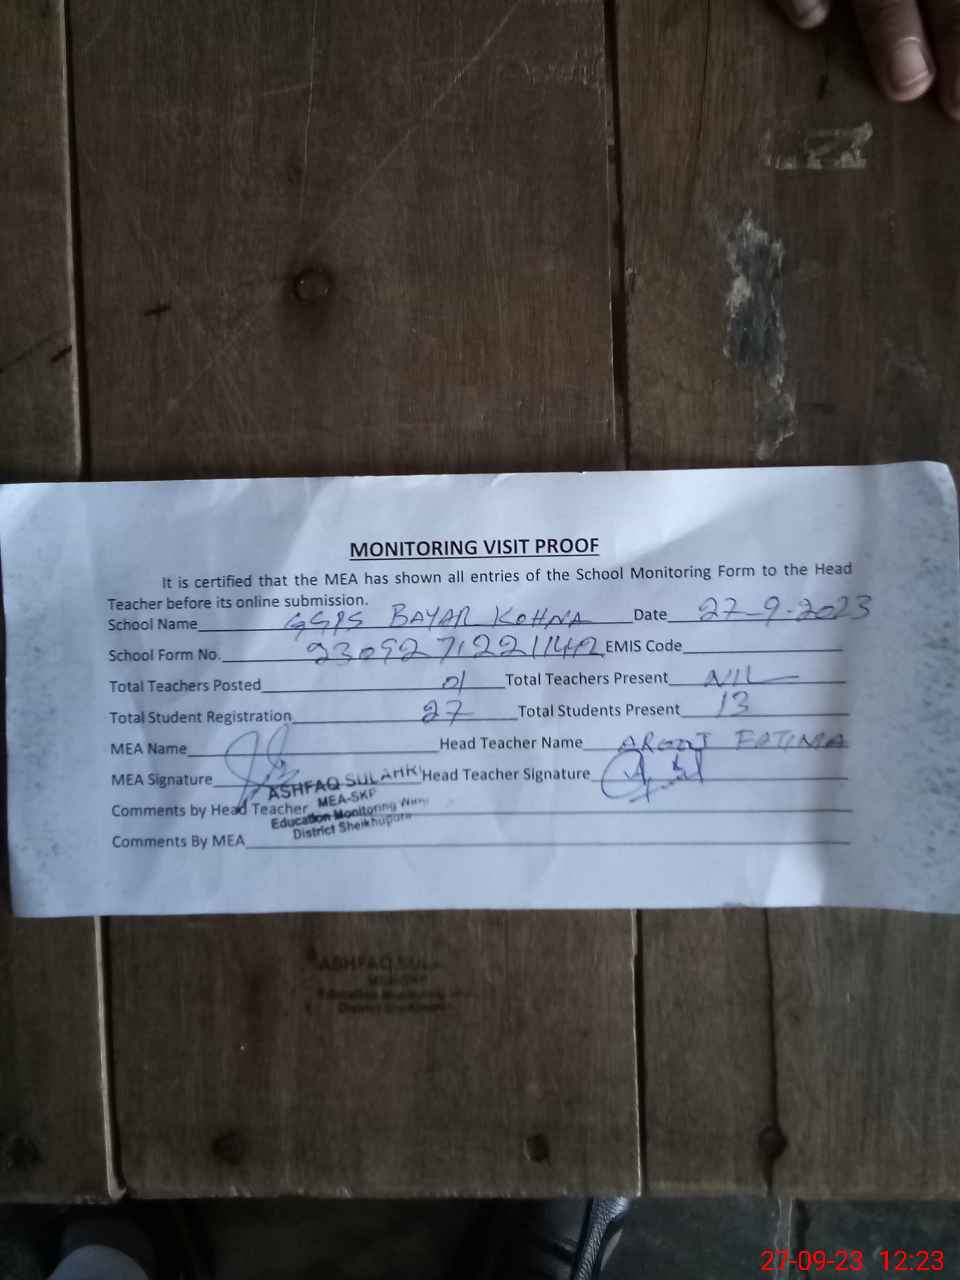 MONITORING VISIT PROOF
It is certified that the MEA has shown all entries of the School Monitoring Form to the Head
Teacher before its online submission.
School Name GGPS BAYAR KOHNA Date 27-9-2023
School Form No. EMIS Code
Total Teachers Posted 01 Total Teachers Present NIL
Total Student Registration 27 Total Students Present 13
MEA Name Head Teacher Name FATIMA
MEA Signature Head Teacher Signature
ASHFAQ
MEA-SKP
Education Monitoring
District Sheikhupura
Comments by Head Teacher
Comments By MEA
ASHFAQ
27-09-23 12:23